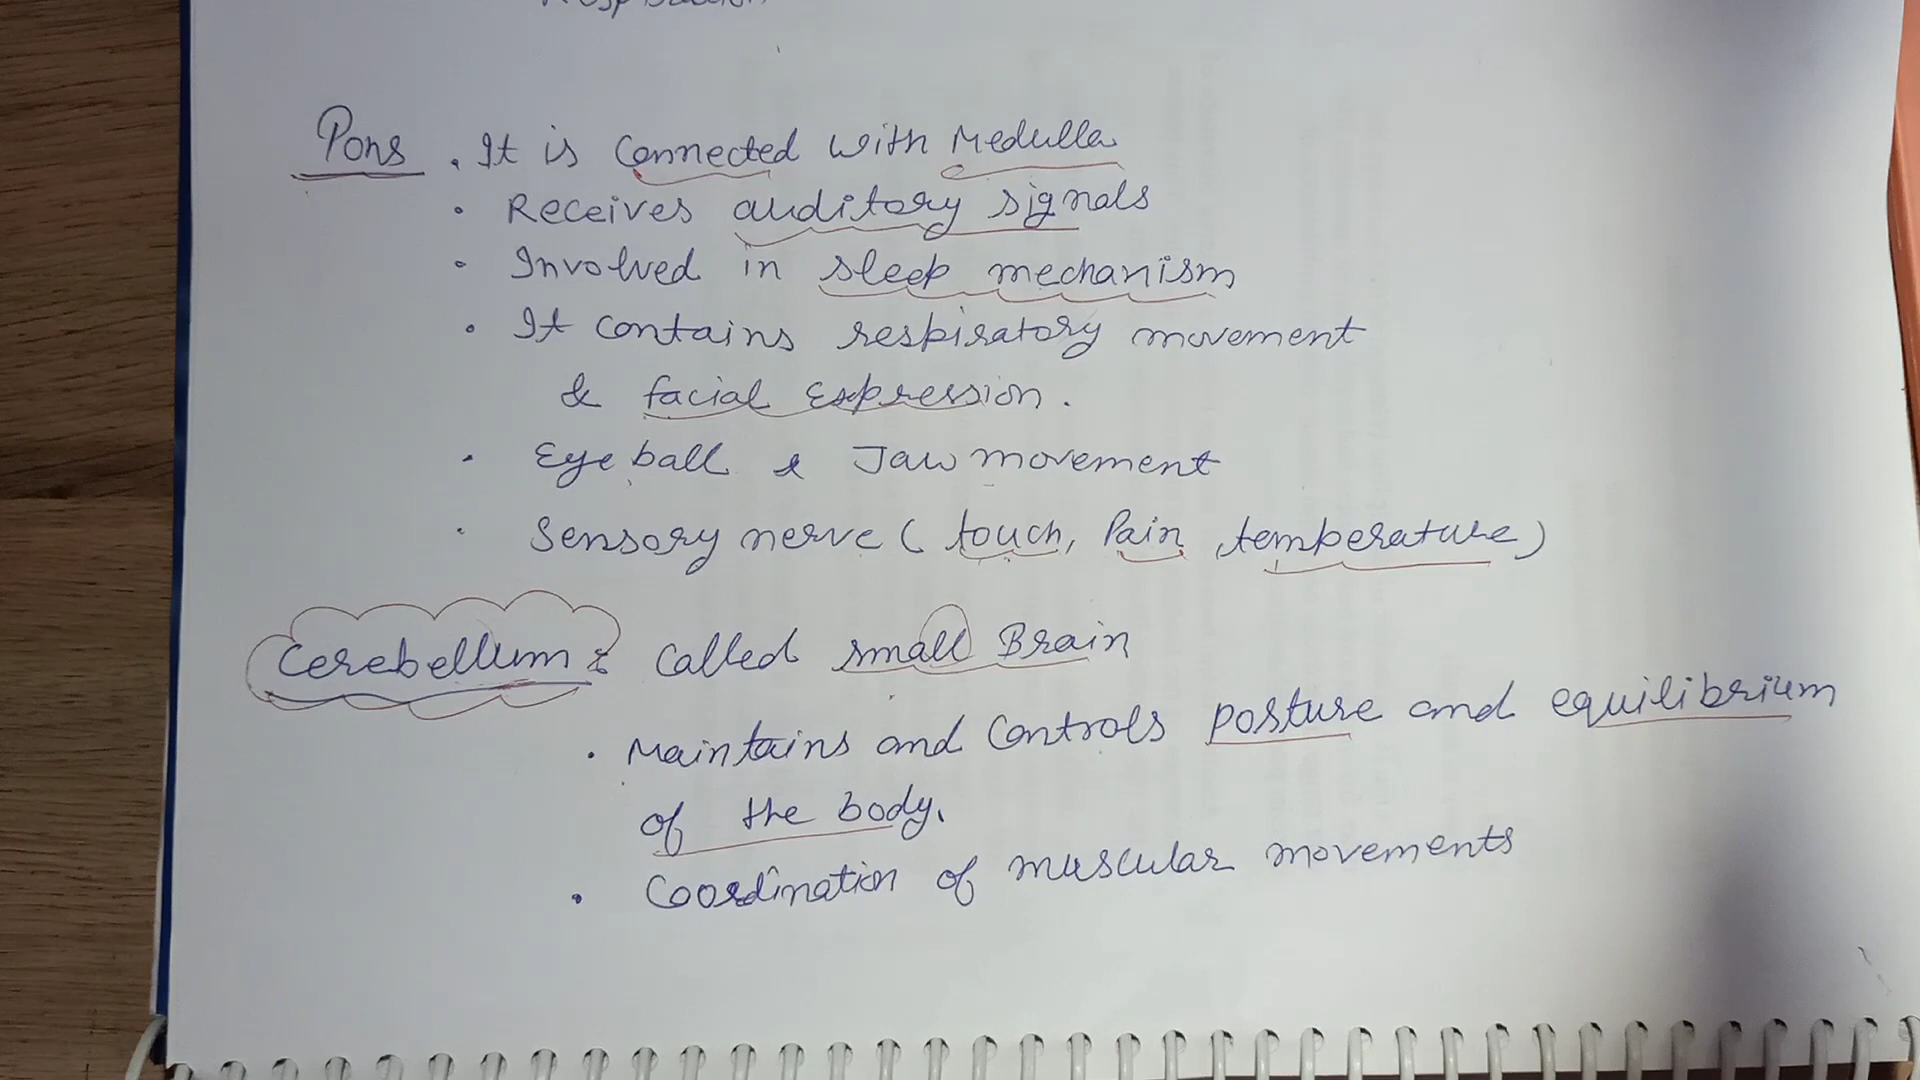 Pons . It is Connected with Medulla
• Receives auditory signals
• Involved in sleep mechanism
• It contains respiratory movement
& facial Expression.
• Eye ball & Jaw movement
• Sensory nerve ( touch, Pain, temperature)
Cerebellum : Called small Brain
• Maintains and Controls posture and equilibrium
of the body.
• Coordination of muscular movements